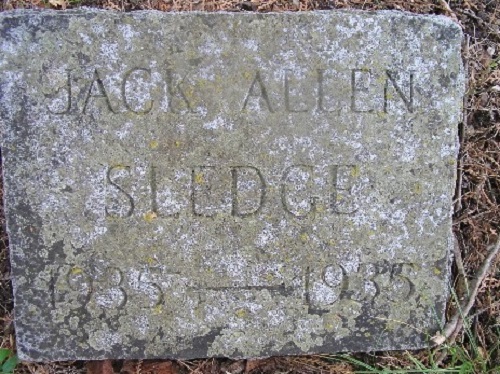 JACK ALLEN
SLEDGE
1935 — 1935